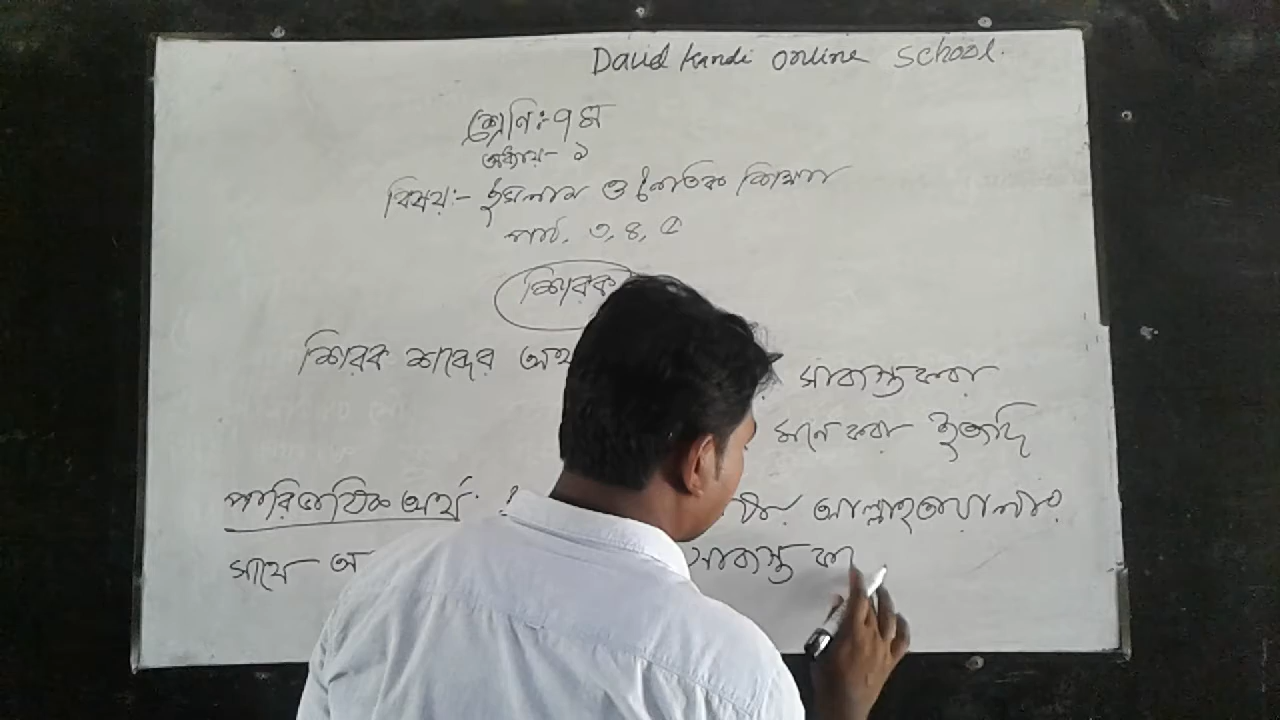 David Kandi online School.
শ্রেণি: ৭ম
অধ্যায়- ১
বিষয়:- ইসলাম ও নৈতিক শিক্ষা
পাঠ, ৩, ৪, ৫
শিরক
শিরক শব্দের অর্থ সাব্যস্ত করা
মনে করা ইত্যাদি
পারিভাষিক অর্থ: আল্লাহতায়ালার
সাথে অ সাব্যস্ত কর